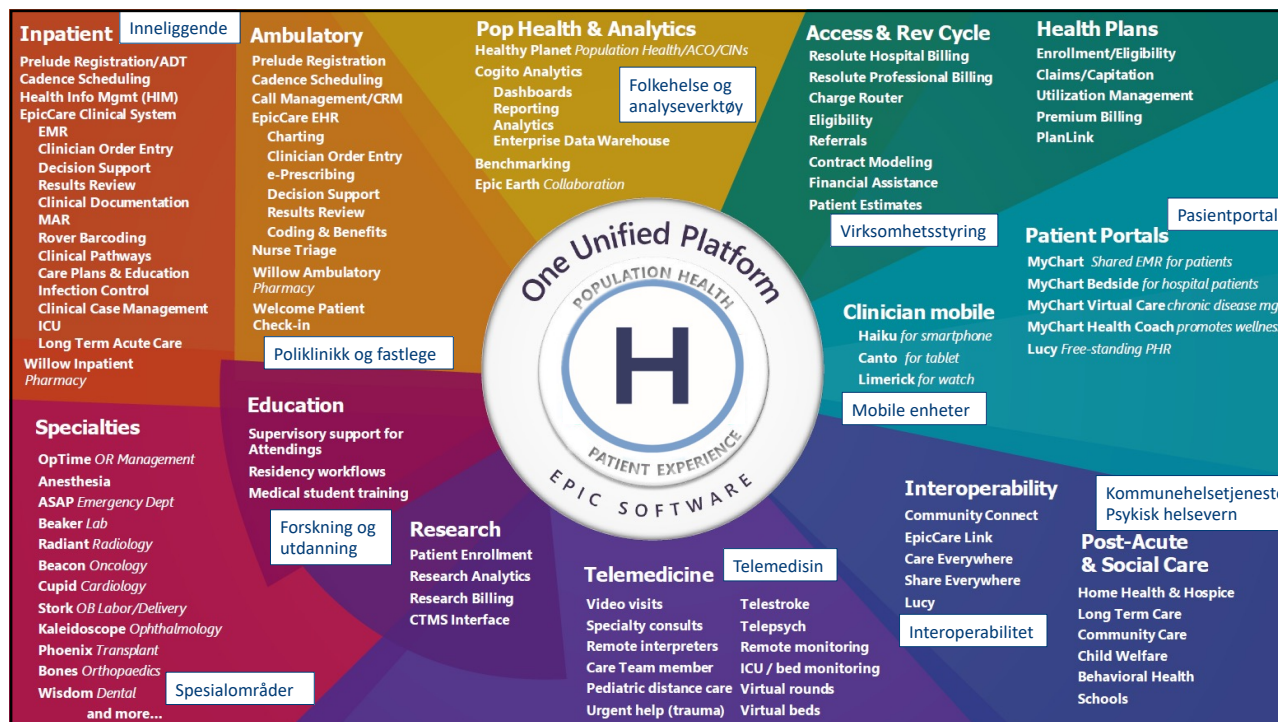 Inpatient
Inneliggende
Prelude Registration/ADT
Cadence Scheduling
Health Info Mgmt (HIM)
EpicCare Clinical System
EMR
Clinician Order Entry
Decision Support
Results Review
Clinical Documentation
MAR
Rover Barcoding
Clinical Pathways
Care Plans & Education
Infection Control
Clinical Case Management
ICU
Long Term Acute Care
Willow Inpatient
Pharmacy
Ambulatory
Prelude Registration
Cadence Scheduling
Call Management/CRM
EpicCare EHR
Charting
Clinician Order Entry
e-Prescribing
Decision Support
Results Review
Coding & Benefits
Nurse Triage
Willow Ambulatory
Pharmacy
Welcome Patient
Check-in
Poliklinikk og fastlege
Pop Health & Analytics
Healthy Planet Population Health/ACO/CINs
Cogito Analytics
Dashboards
Reporting
Analytics
Enterprise Data Warehouse
Benchmarking
Epic Earth Collaboration
Folkehelse og
analyseverktøy
Access & Rev Cycle
Resolute Hospital Billing
Resolute Professional Billing
Charge Router
Eligibility
Referrals
Contract Modeling
Financial Assistance
Patient Estimates
Virksomhetsstyring
Health Plans
Enrollment/Eligibility
Claims/Capitation
Utilization Management
Premium Billing
PlanLink
Pasientportal
Patient Portals
MyChart Shared EMR for patients
MyChart Bedside for hospital patients
MyChart Virtual Care chronic disease mg
MyChart Health Coach promotes wellness
Lucy Free-standing PHR
Clinician mobile
Haiku for smartphone
Canto for tablet
Limerick for watch
Mobile enheter
One Unified Platform
POPULATION HEALTH
H
PATIENT EXPERIENCE
EPIC SOFTWARE
Specialties
OpTime OR Management
Anesthesia
ASAP Emergency Dept
Beaker Lab
Radiant Radiology
Beacon Oncology
Cupid Cardiology
Stork OB Labor/Delivery
Kaleidoscope Ophthalmology
Phoenix Transplant
Bones Orthopaedics
Wisdom Dental
and more...
Spesialområder
Education
Supervisory support for
Attendings
Residency workflows
Medical student training
Forskning og
utdanning
Research
Patient Enrollment
Research Analytics
Research Billing
CTMS Interface
Telemedicine
Telemedisin
Video visits
Specialty consults
Remote interpreters
Care Team member
Pediatric distance care
Urgent help (trauma)
Telestroke
Telepsych
Remote monitoring
ICU / bed monitoring
Virtual rounds
Virtual beds
Interoperability
Community Connect
EpicCare Link
Care Everywhere
Share Everywhere
Lucy
Interoperabilitet
Kommunehelsetjeneste
Psykisk helsevern
Post-Acute
& Social Care
Home Health & Hospice
Long Term Care
Community Care
Child Welfare
Behavioral Health
Schools